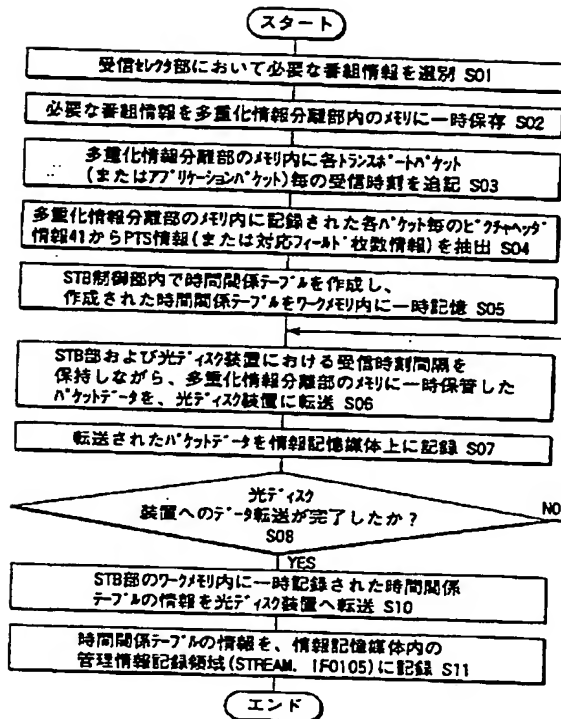 スタート
受信セレクタ部において必要な番組情報を選別 S01
必要な番組情報を多重化情報分離部内のメモリに一時保存 S02
多重化情報分離部のメモリ内に各トランスポートパケット
(またはアプリケーションパケット)毎の受信時刻を追記 S03
多重化情報分離部のメモリ内に記録された各パケット毎のピクチャヘッダ
情報41からPTS情報(または対応フィールド枚数情報)を抽出 S04
STB制御部内で時間関係テーブルを作成し、
作成された時間関係テーブルをワークメモリ内に一時記憶 S05
STB部および光ディスク装置における受信時刻間隔を
保持しながら、多重化情報分離部のメモリに一時保管した
パケットデータを、光ディスク装置に転送 S06
転送されたパケットデータを情報記憶媒体上に記録 S07
光ディスク
装置へのデータ転送が完了したか？
S08
NO
YES
STB部のワークメモリ内に一時記録された時間関係
テーブルの情報を光ディスク装置へ転送 S10
時間関係テーブルの情報を、情報記憶媒体内の
管理情報記録領域(STREAM. IFO105)に記録 S11
エンド